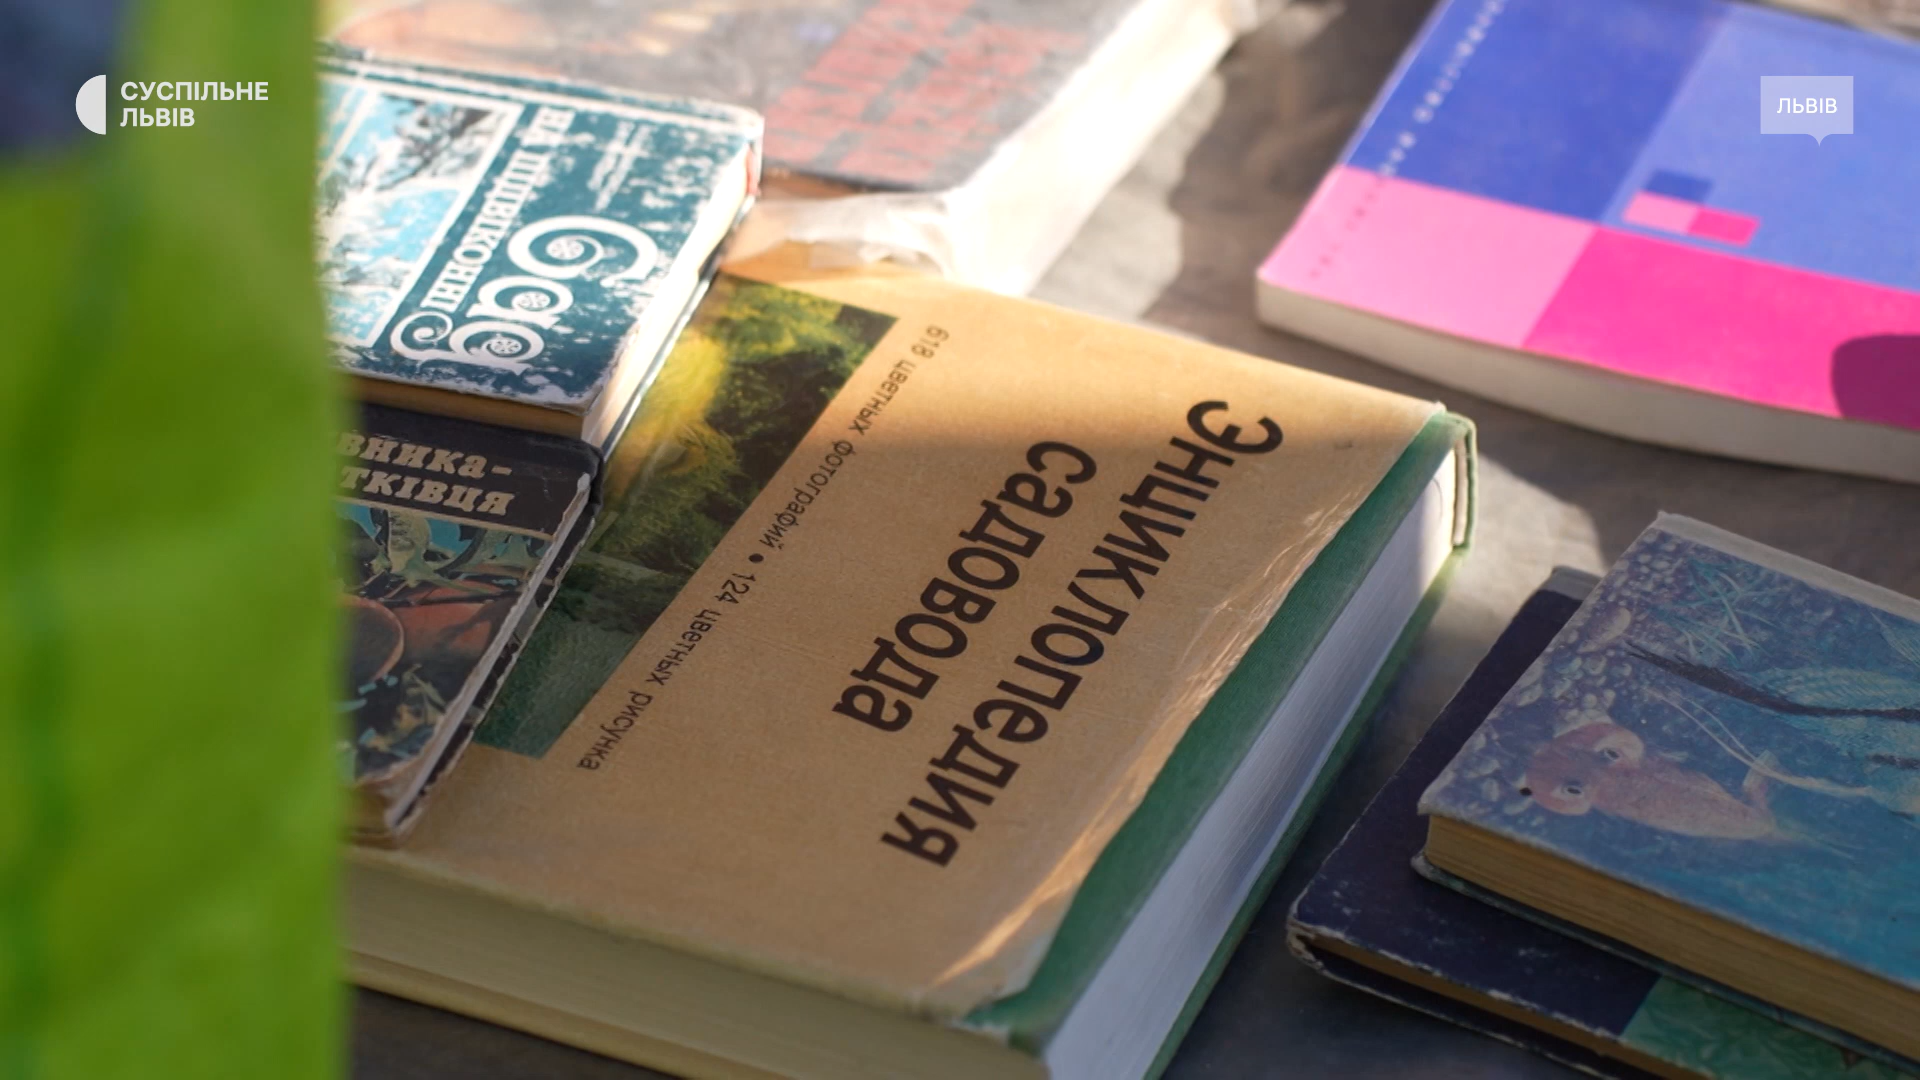 СУСПІЛЬНЕ
ЛЬВІВ
ЛЬВІВ
Сад
НА ПІДВІКОННІ
ВНИКА-
ТКІВЦЯ
Энциклопедия
садовода
618 цветных фотографий • 124 цветных рисунка